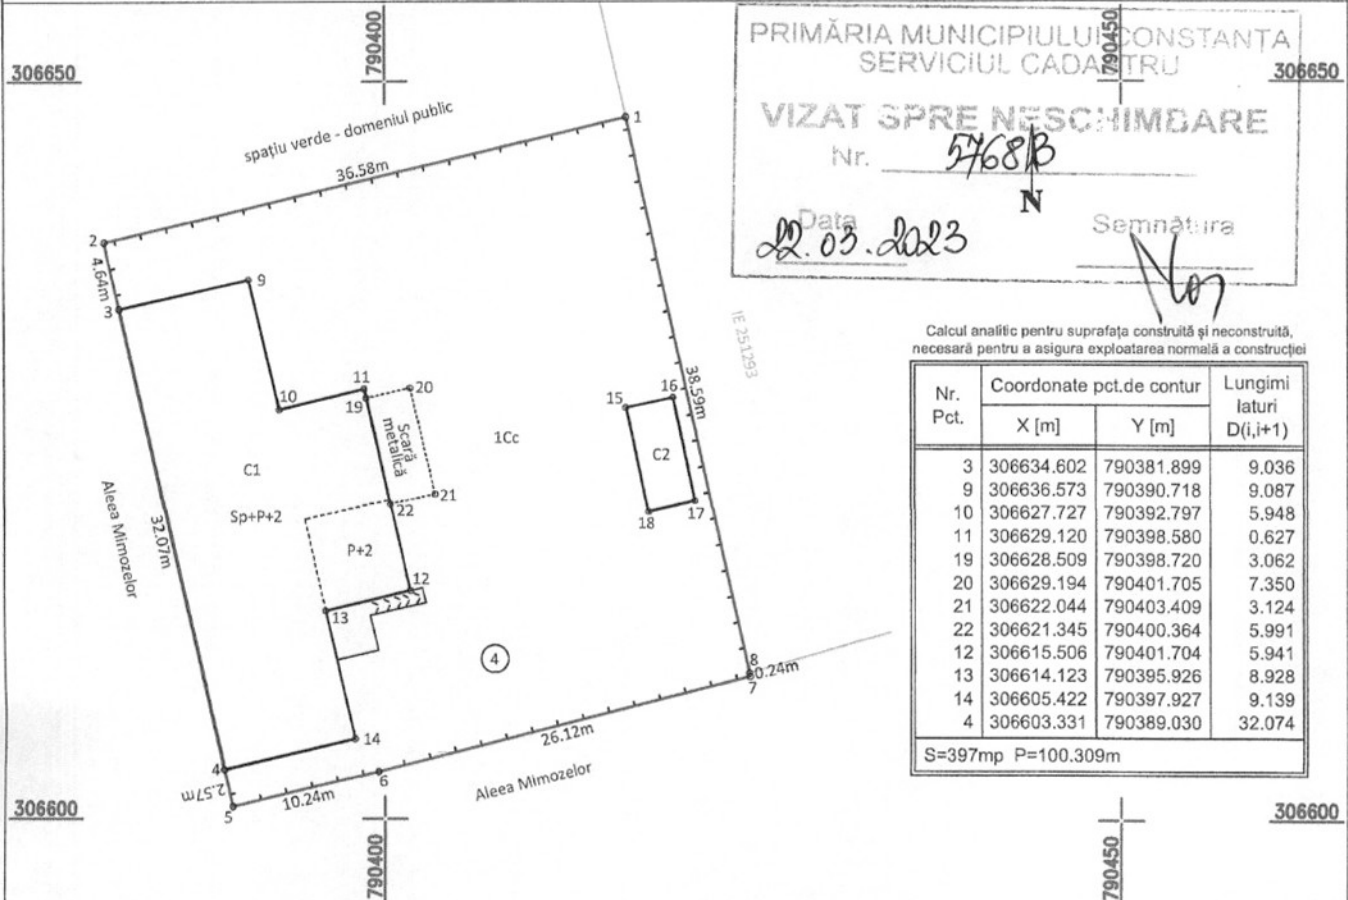 790400
790450
306650
306650
PRIMĂRIA MUNICIPIULUI CONSTANȚA
SERVICIUL CADASTRU
VIZAT SPRE NESCHIMBARE
Nr. 5768/B
N
Data
Semnătura
22.03.2023
spațiu verde - domeniul public
36.58m
1
2
4.64m
3
9
10
11
19
20
Scară
metalică
1Cc
15
16
38.59m
IE 251293
C2
17
18
C1
Sp+P+2
21
22
P+2
12
13
Aleea Mimozelor
32.07m
4
8
0.24m
7
14
4
2.57m
5
10.24m
6
26.12m
Aleea Mimozelor
Calcul analitic pentru suprafața construită și neconstruită,
necesară pentru a asigura exploatarea normală a construcției
Nr. Pct. Coordonate pct.de contur Lungimi laturi D(i,i+1)
X [m] Y [m]
3 306634.602 790381.899 9.036
9 306636.573 790390.718 9.087
10 306627.727 790392.797 5.948
11 306629.120 790398.580 0.627
19 306628.509 790398.720 3.062
20 306629.194 790401.705 7.350
21 306622.044 790403.409 3.124
22 306621.345 790400.364 5.991
12 306615.506 790401.704 5.941
13 306614.123 790395.926 8.928
14 306605.422 790397.927 9.139
4 306603.331 790389.030 32.074
S=397mp P=100.309m
306600
306600
790400
790450